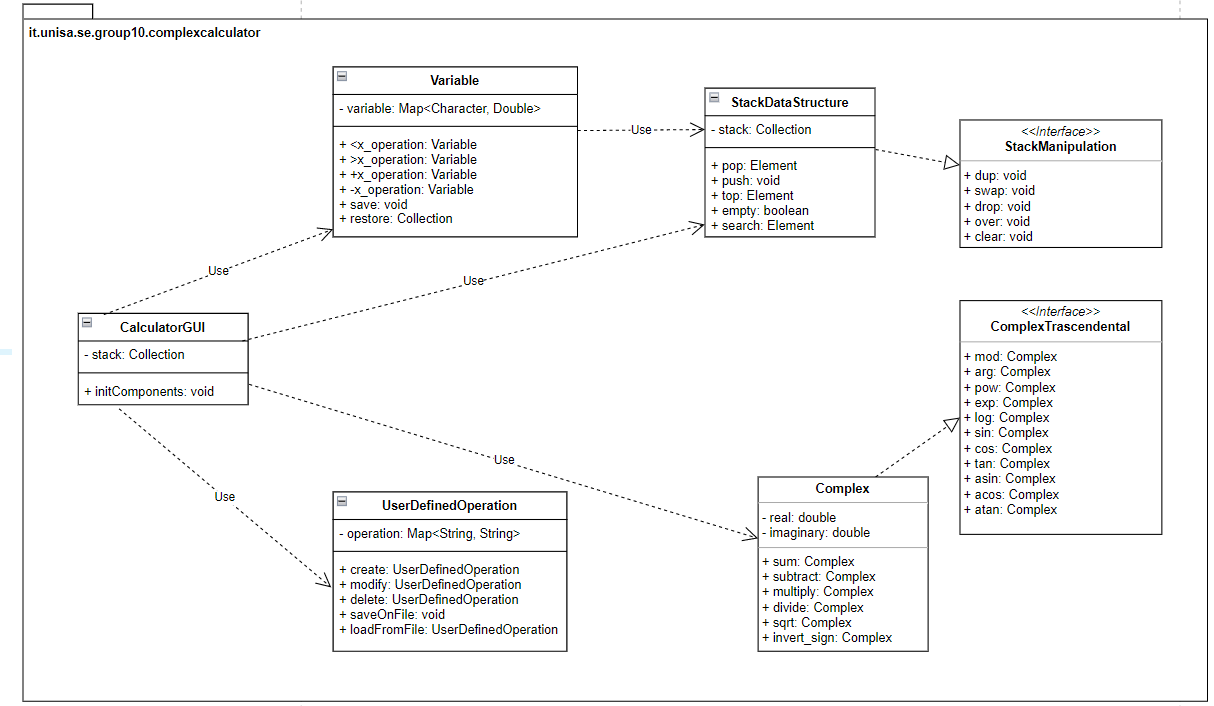 it.unisa.se.group10.complexcalculator
Variable
- variable: Map<Character, Double>
+ <x_operation: Variable
+ >x_operation: Variable
+ +x_operation: Variable
+ -x_operation: Variable
+ save: void
+ restore: Collection
Use
StackDataStructure
- stack: Collection
+ pop: Element
+ push: void
+ top: Element
+ empty: boolean
+ search: Element
<<Interface>>
StackManipulation
+ dup: void
+ swap: void
+ drop: void
+ over: void
+ clear: void
Use
Use
CalculatorGUI
- stack: Collection
+ initComponents: void
<<Interface>>
ComplexTrascendental
+ mod: Complex
+ arg: Complex
+ pow: Complex
+ exp: Complex
+ log: Complex
+ sin: Complex
+ cos: Complex
+ tan: Complex
+ asin: Complex
+ acos: Complex
+ atan: Complex
Use
Use
UserDefinedOperation
- operation: Map<String, String>
+ create: UserDefinedOperation
+ modify: UserDefinedOperation
+ delete: UserDefinedOperation
+ saveOnFile: void
+ loadFromFile: UserDefinedOperation
Complex
- real: double
- imaginary: double
+ sum: Complex
+ subtract: Complex
+ multiply: Complex
+ divide: Complex
+ sqrt: Complex
+ invert_sign: Complex